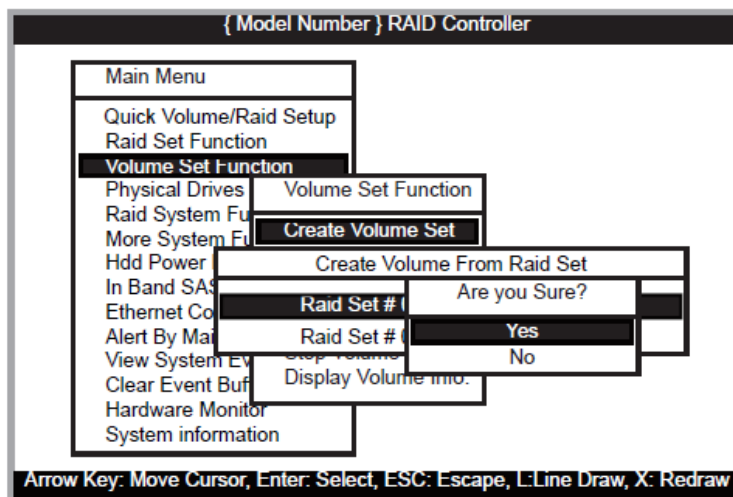 { Model Number } RAID Controller
Main Menu
Quick Volume/Raid Setup
Raid Set Function
Volume Set Function
Physical Drives
Raid System Fu
More System Fu
Hdd Power
In Band SAS
Ethernet Co
Alert By Mai
View System Ev
Clear Event Buf
Hardware Monitor
System information
Volume Set Function
Create Volume Set
Stop Volume
Display Volume Info.
Create Volume From Raid Set
Raid Set #
Raid Set #
Are you Sure?
Yes
No
Arrow Key: Move Cursor, Enter: Select, ESC: Escape, L:Line Draw, X: Redraw